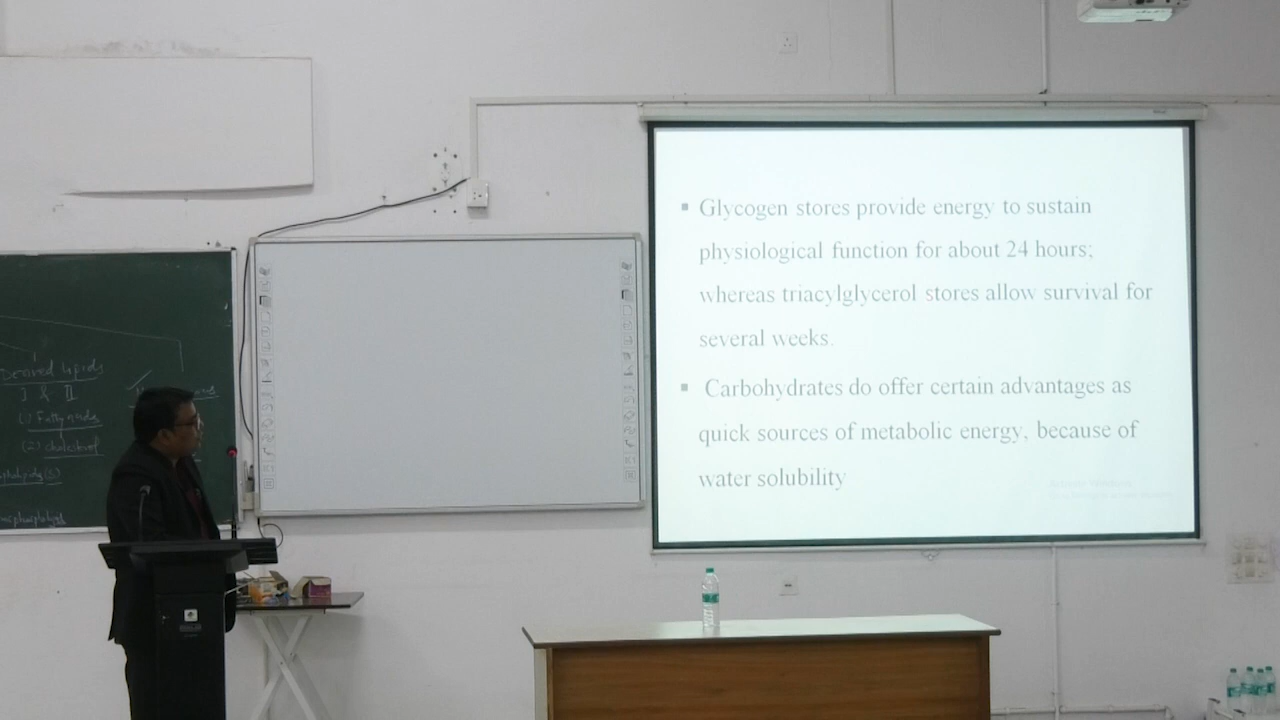 Derived lipids
I & II
(1) Fatty acids
(2) cholesterol
▪ Glycogen stores provide energy to sustain
physiological function for about 24 hours;
whereas triacylglycerol stores allow survival for
several weeks.
▪ Carbohydrates do offer certain advantages as
quick sources of metabolic energy, because of
water solubility